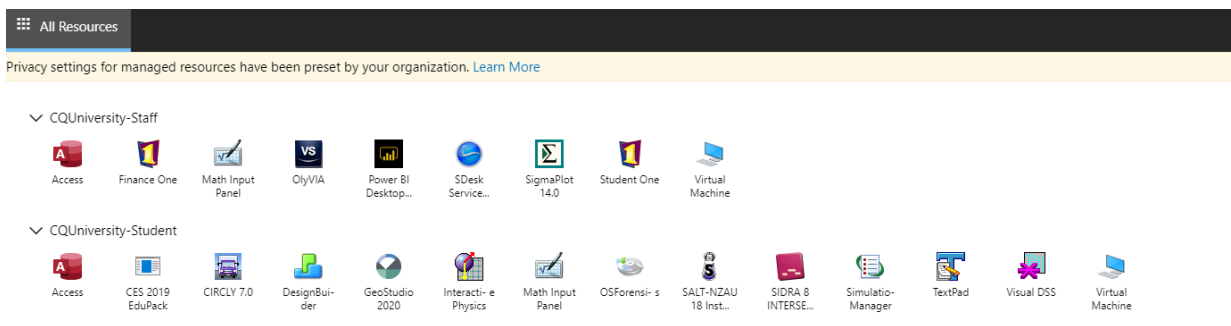 All Resources
Privacy settings for managed resources have been preset by your organization. Learn More
CQUniversity-Staff
A VS Σ
Access Finance One Math Input OlyVIA Power BI SDesk SigmaPlot Student One Virtual
Panel Desktop... Service... 14.0 Machine
CQUniversity-Student
A S
Access CES 2019 CIRCLY 7.0 DesignBui- GeoStudio Interacti- e Math Input OSForensi- s SALT-NZAU SIDRA 8 Simulatio- TextPad Visual DSS Virtual
EduPack der 2020 Physics Panel 18 Inst... INTERSE... Manager Machine